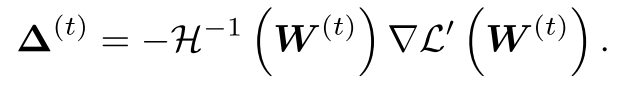 𝚫^(t) = −ℋ^−1 (𝑾^(t)) ∇ℒ′ (𝑾^(t)).